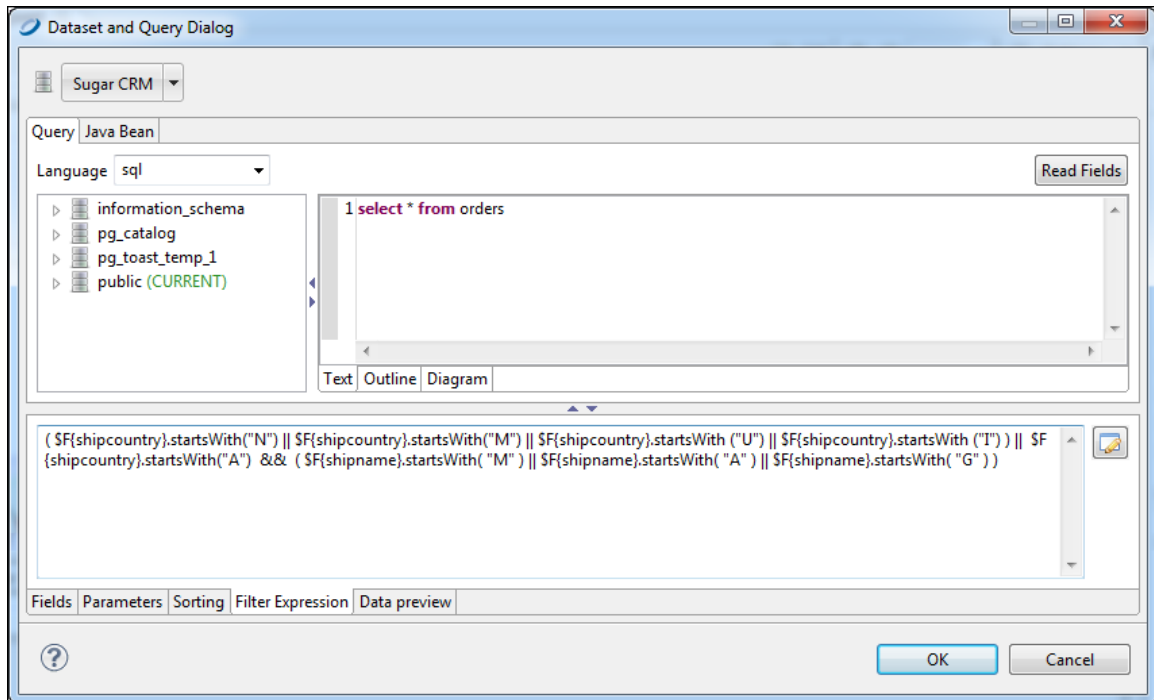 Dataset and Query Dialog
Sugar CRM
Query Java Bean
Language sql
Read Fields
information_schema
pg_catalog
pg_toast_temp_1
public (CURRENT)
1 select * from orders
Text Outline Diagram
( $F{shipcountry}.startsWith("N") || $F{shipcountry}.startsWith("M") || $F{shipcountry}.startsWith ("U") || $F{shipcountry}.startsWith ("I") ) ||  $F
{shipcountry}.startsWith("A")  &&  ( $F{shipname}.startsWith( "M" ) || $F{shipname}.startsWith( "A" ) || $F{shipname}.startsWith( "G" ) )
Fields Parameters Sorting Filter Expression Data preview
? OK Cancel